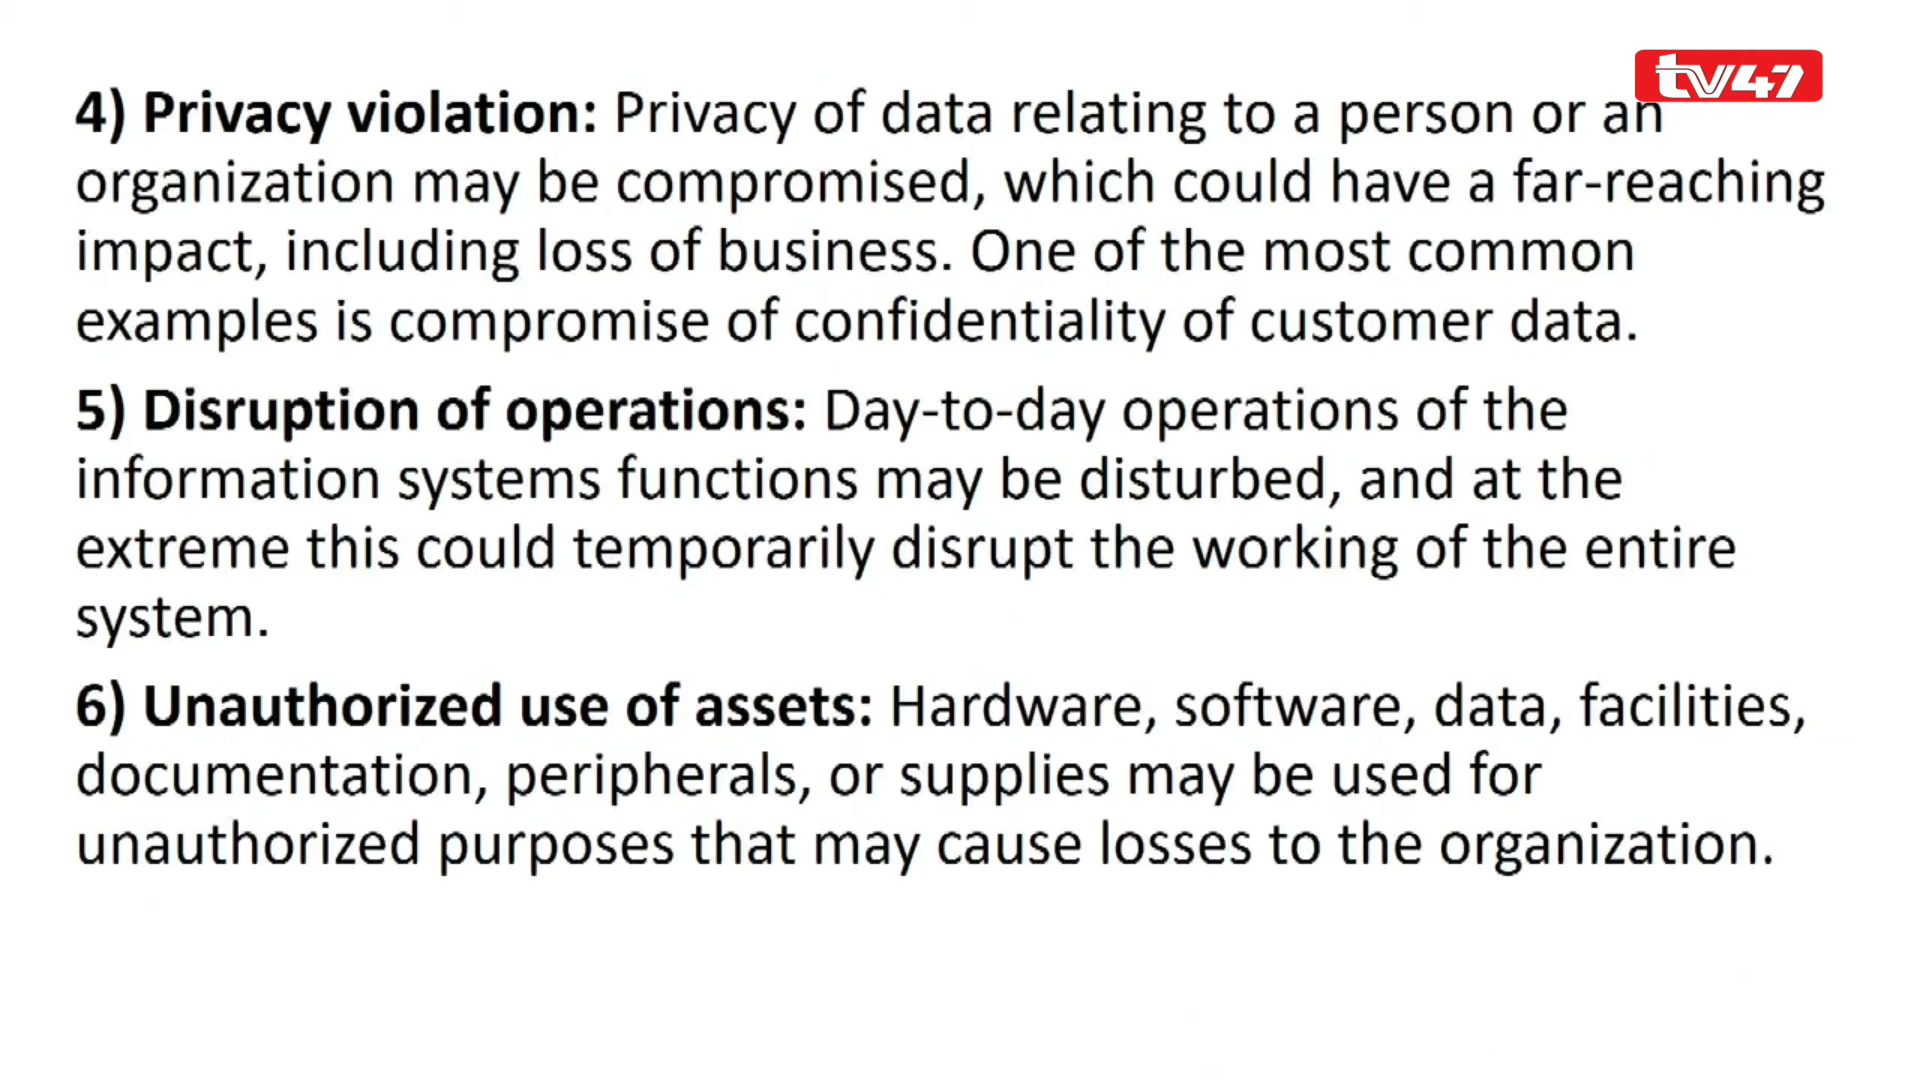 tv47
4) Privacy violation: Privacy of data relating to a person or an
organization may be compromised, which could have a far-reaching
impact, including loss of business. One of the most common
examples is compromise of confidentiality of customer data.
5) Disruption of operations: Day-to-day operations of the
information systems functions may be disturbed, and at the
extreme this could temporarily disrupt the working of the entire
system.
6) Unauthorized use of assets: Hardware, software, data, facilities,
documentation, peripherals, or supplies may be used for
unauthorized purposes that may cause losses to the organization.